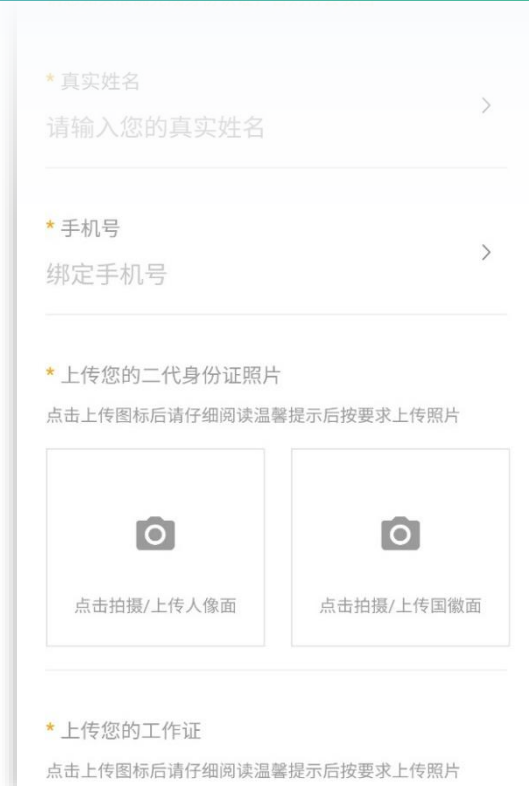 * 真实姓名
请输入您的真实姓名
* 手机号
绑定手机号
* 上传您的二代身份证照片
点击上传图标后请仔细阅读温馨提示后按要求上传照片
点击拍摄/上传人像面
点击拍摄/上传国徽面
* 上传您的工作证
点击上传图标后请仔细阅读温馨提示后按要求上传照片